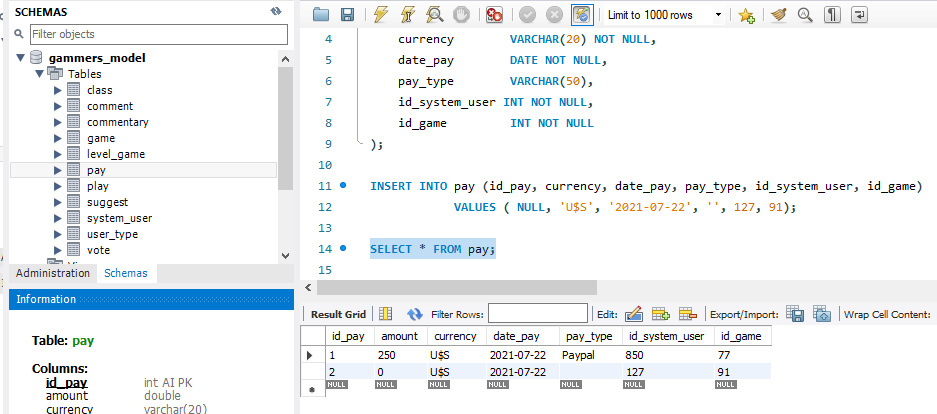 SCHEMAS
Filter objects
gammers_model
Tables
class
comment
commentary
game
level_game
pay
play
suggest
system_user
user_type
vote
Administration Schemas
Information
Table: pay
Columns:
id_pay int AI PK
amount double
currency varchar(20)
Limit to 1000 rows
4 currency VARCHAR(20) NOT NULL,
5 date_pay DATE NOT NULL,
6 pay_type VARCHAR(50),
7 id_system_user INT NOT NULL,
8 id_game INT NOT NULL
9 );
10
11 INSERT INTO pay (id_pay, currency, date_pay, pay_type, id_system_user, id_game)
12 VALUES ( NULL, 'U$S', '2021-07-22', '', 127, 91);
13
14 SELECT * FROM pay;
15
Result Grid Filter Rows: Edit: Export/Import: Wrap Cell Content:
id_pay amount currency date_pay pay_type id_system_user id_game
1 250 U$S 2021-07-22 Paypal 850 77
2 0 U$S 2021-07-22 127 91
NULL NULL NULL NULL NULL NULL NULL